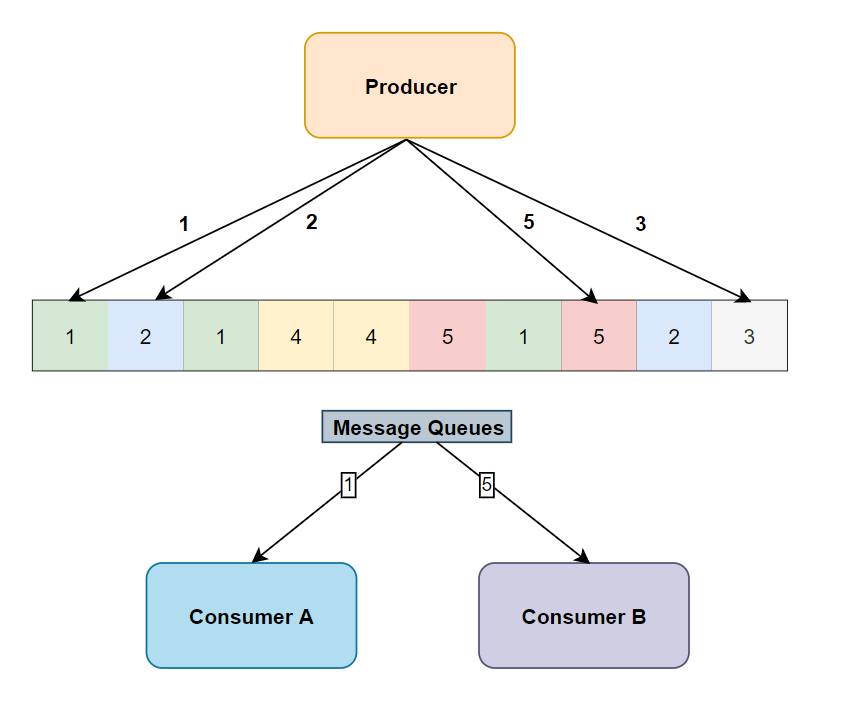 Producer
1 2 5 3
1 2 1 4 4 5 1 5 2 3
Message Queues
1 5
Consumer A Consumer B